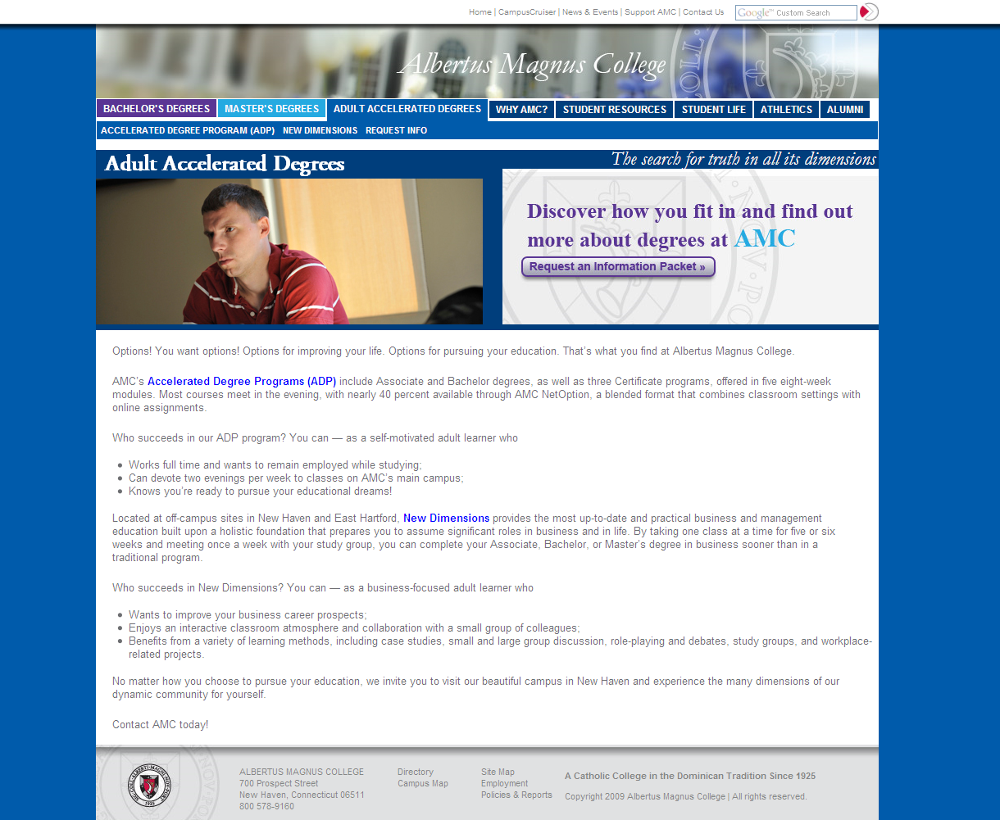 Home | CampusCruiser | News & Events | Support AMC | Contact Us
Google™ Custom Search
Albertus Magnus College
BACHELOR'S DEGREES MASTER'S DEGREES ADULT ACCELERATED DEGREES WHY AMC? STUDENT RESOURCES STUDENT LIFE ATHLETICS ALUMNI
ACCELERATED DEGREE PROGRAM (ADP) NEW DIMENSIONS REQUEST INFO
Adult Accelerated Degrees
The search for truth in all its dimensions
Discover how you fit in and find out
more about degrees at AMC
Request an Information Packet »
Options! You want options! Options for improving your life. Options for pursuing your education. That's what you find at Albertus Magnus College.
AMC's Accelerated Degree Programs (ADP) include Associate and Bachelor degrees, as well as three Certificate programs, offered in five eight-week
modules. Most courses meet in the evening, with nearly 40 percent available through AMC NetOption, a blended format that combines classroom settings with
online assignments.
Who succeeds in our ADP program? You can — as a self-motivated adult learner who
• Works full time and wants to remain employed while studying;
• Can devote two evenings per week to classes on AMC's main campus;
• Knows you're ready to pursue your educational dreams!
Located at off-campus sites in New Haven and East Hartford, New Dimensions provides the most up-to-date and practical business and management
education built upon a holistic foundation that prepares you to assume significant roles in business and in life. By taking one class at a time for five or six
weeks and meeting once a week with your study group, you can complete your Associate, Bachelor, or Master's degree in business sooner than in a
traditional program.
Who succeeds in New Dimensions? You can — as a business-focused adult learner who
• Wants to improve your business career prospects;
• Enjoys an interactive classroom atmosphere and collaboration with a small group of colleagues;
• Benefits from a variety of learning methods, including case studies, small and large group discussion, role-playing and debates, study groups, and workplace-
related projects.
No matter how you choose to pursue your education, we invite you to visit our beautiful campus in New Haven and experience the many dimensions of our
dynamic community for yourself.
Contact AMC today!
ALBERTUS MAGNUS COLLEGE
700 Prospect Street
New Haven, Connecticut 06511
800 578-9160
Directory
Campus Map
Site Map
Employment
Policies & Reports
A Catholic College in the Dominican Tradition Since 1925
Copyright 2009 Albertus Magnus College | All rights reserved.